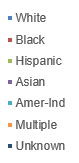 White
Black
Hispanic
Asian
Amer-Ind
Multiple
Unknown